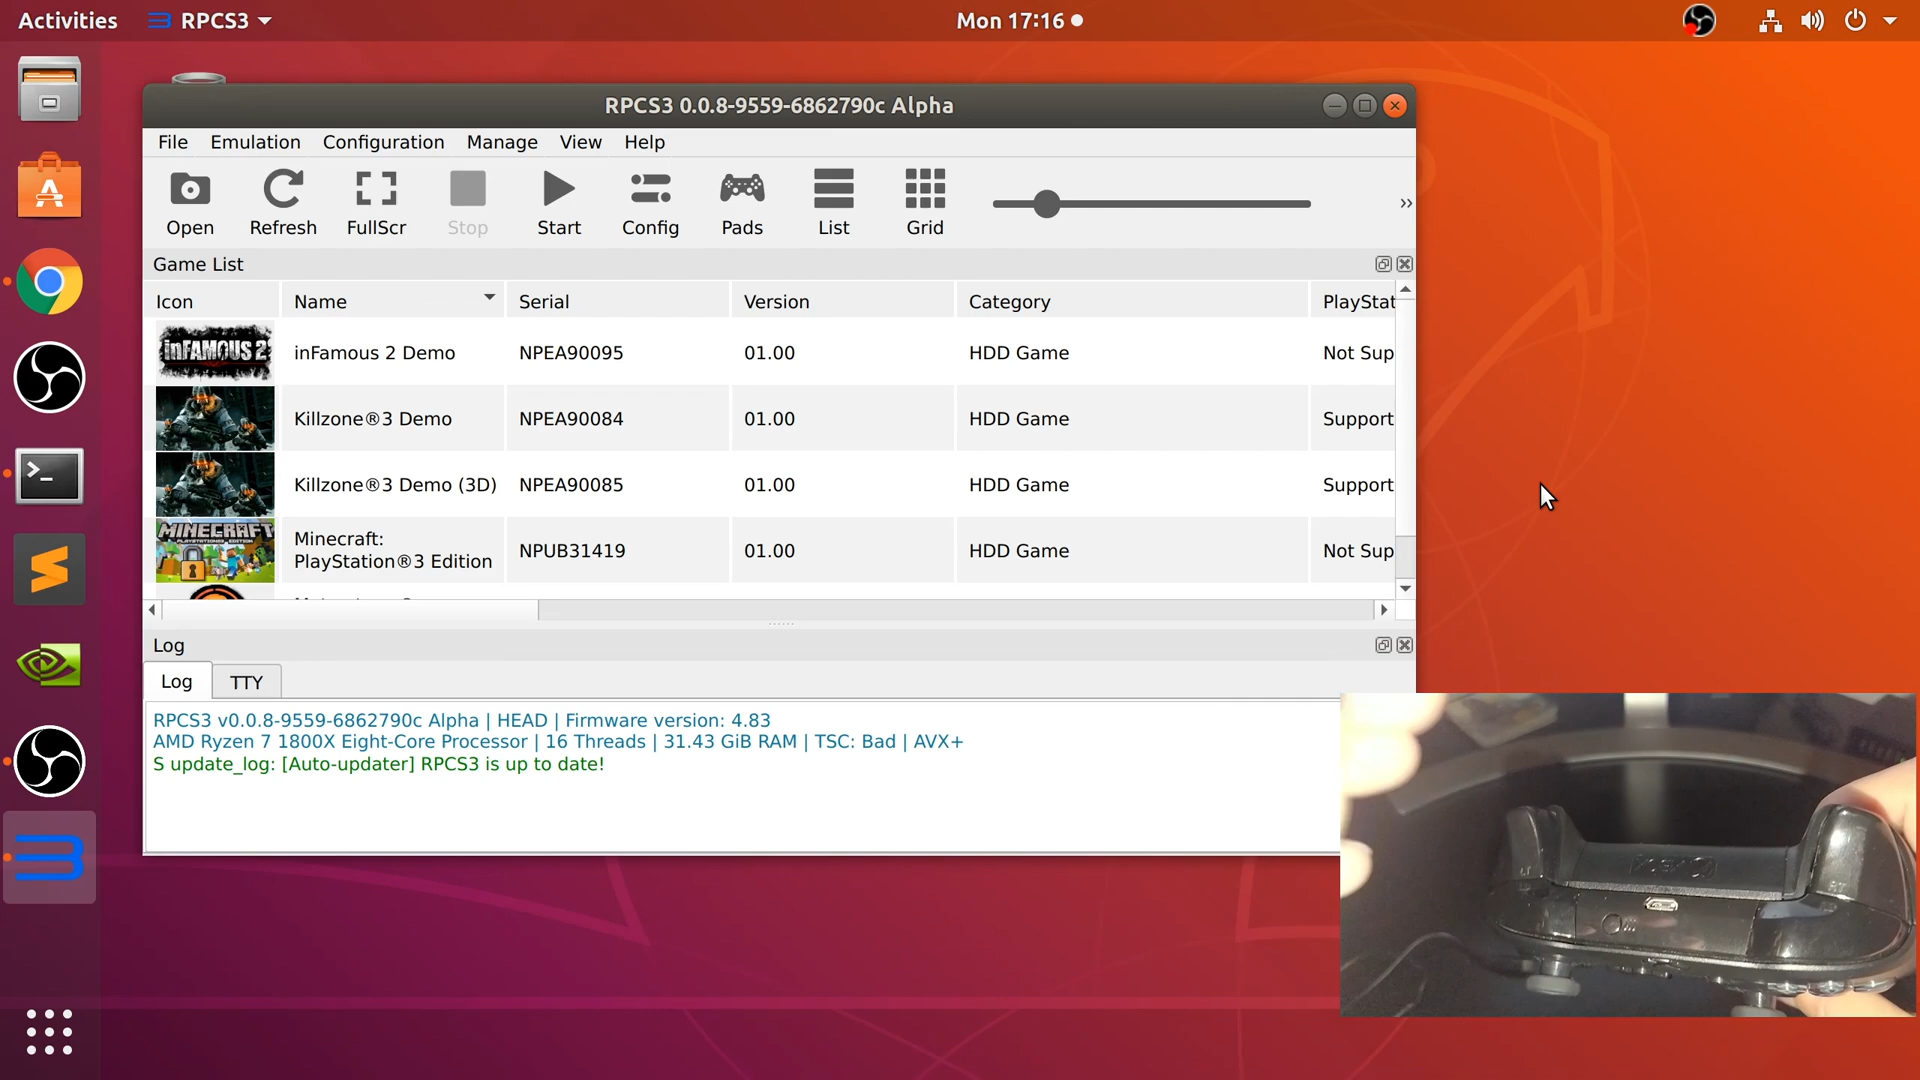 Activities
RPCS3
Mon 17:16
RPCS3 0.0.8-9559-6862790c Alpha
File Emulation Configuration Manage View Help
Open Refresh FullScr Stop Start Config Pads List Grid
Game List
Icon Name Serial Version Category PlayStat
inFAMOUS 2
inFamous 2 Demo NPEA90095 01.00 HDD Game Not Sup
Killzone®3 Demo NPEA90084 01.00 HDD Game Support
Killzone®3 Demo (3D) NPEA90085 01.00 HDD Game Support
MINECRAFT
Minecraft:
PlayStation®3 Edition NPUB31419 01.00 HDD Game Not Sup
Log
Log TTY
RPCS3 v0.0.8-9559-6862790c Alpha | HEAD | Firmware version: 4.83
AMD Ryzen 7 1800X Eight-Core Processor | 16 Threads | 31.43 GiB RAM | TSC: Bad | AVX+
S update_log: [Auto-updater] RPCS3 is up to date!